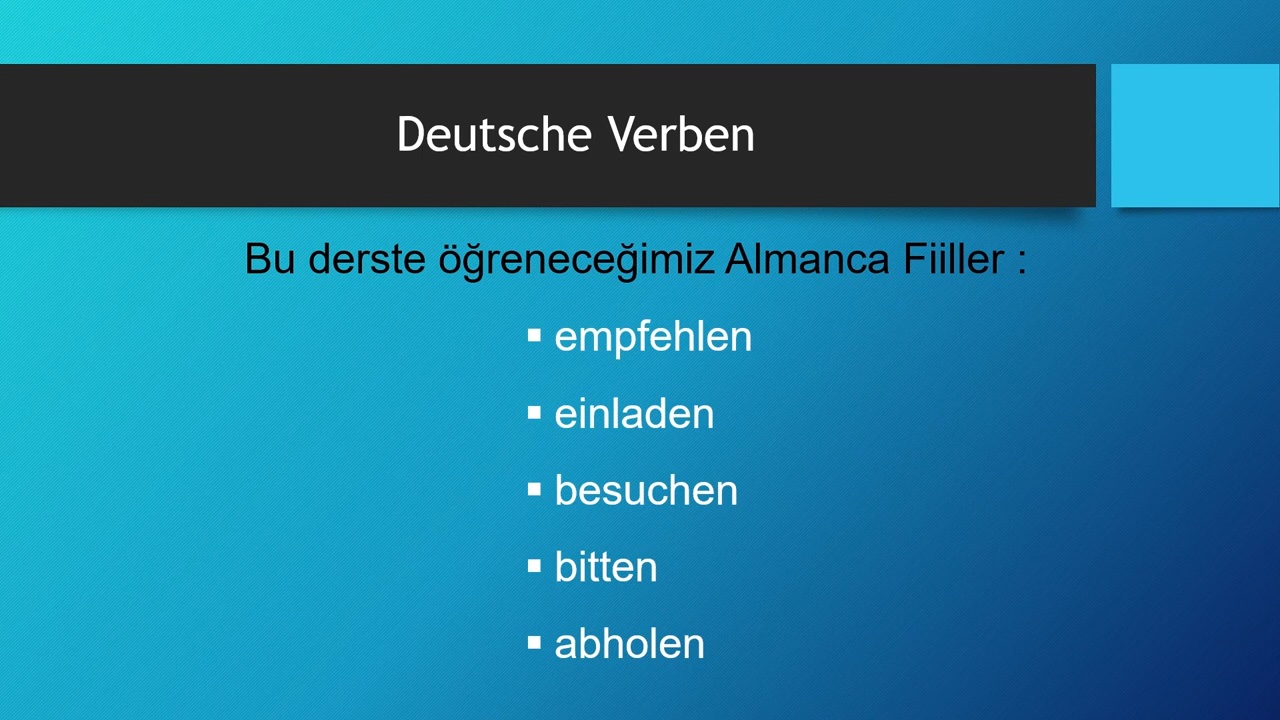 Deutsche Verben
Bu derste öğreneceğimiz Almanca Fiiller :
▪ empfehlen
▪ einladen
▪ besuchen
▪ bitten
▪ abholen